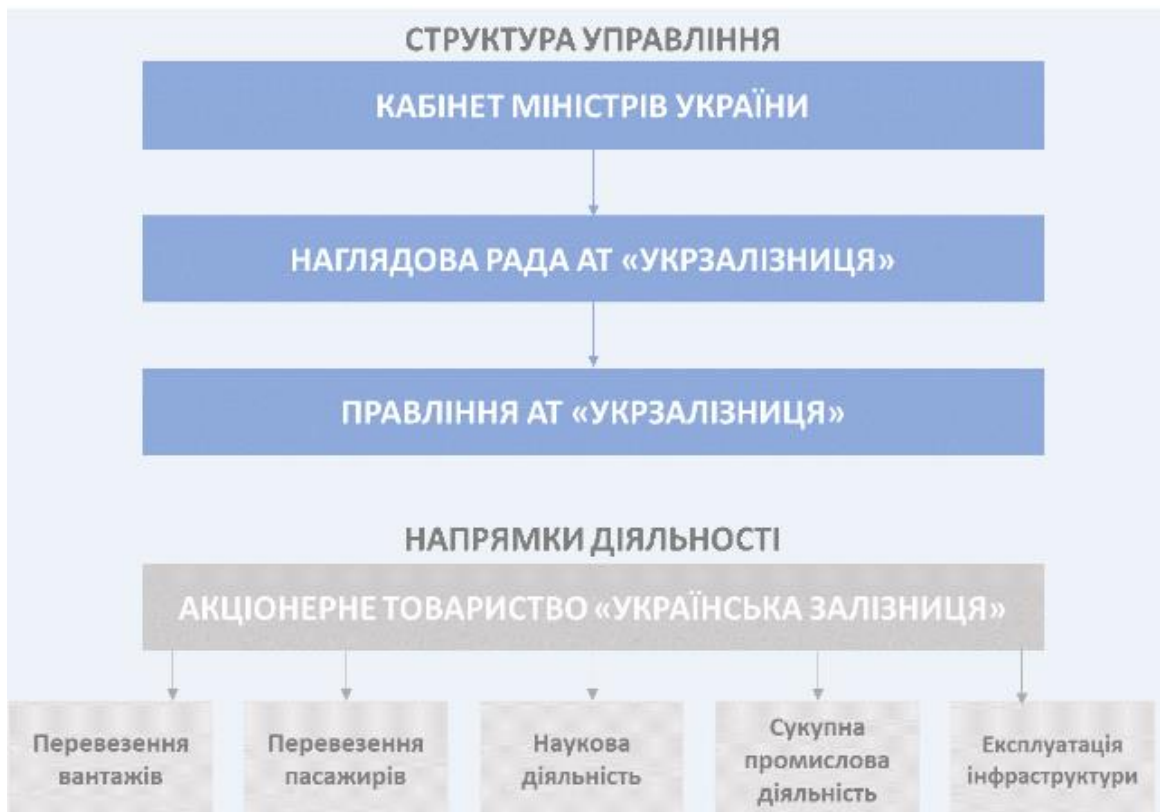 СТРУКТУРА УПРАВЛІННЯ
КАБІНЕТ МІНІСТРІВ УКРАЇНИ
НАГЛЯДОВА РАДА АТ «УКРЗАЛІЗНИЦЯ»
ПРАВЛІННЯ АТ «УКРЗАЛІЗНИЦЯ»
НАПРЯМКИ ДІЯЛЬНОСТІ
АКЦІОНЕРНЕ ТОВАРИСТВО «УКРАЇНСЬКА ЗАЛІЗНИЦЯ»
Перевезення
вантажів
Перевезення
пасажирів
Наукова
діяльність
Сукупна
промислова
діяльність
Експлуатація
інфраструктури